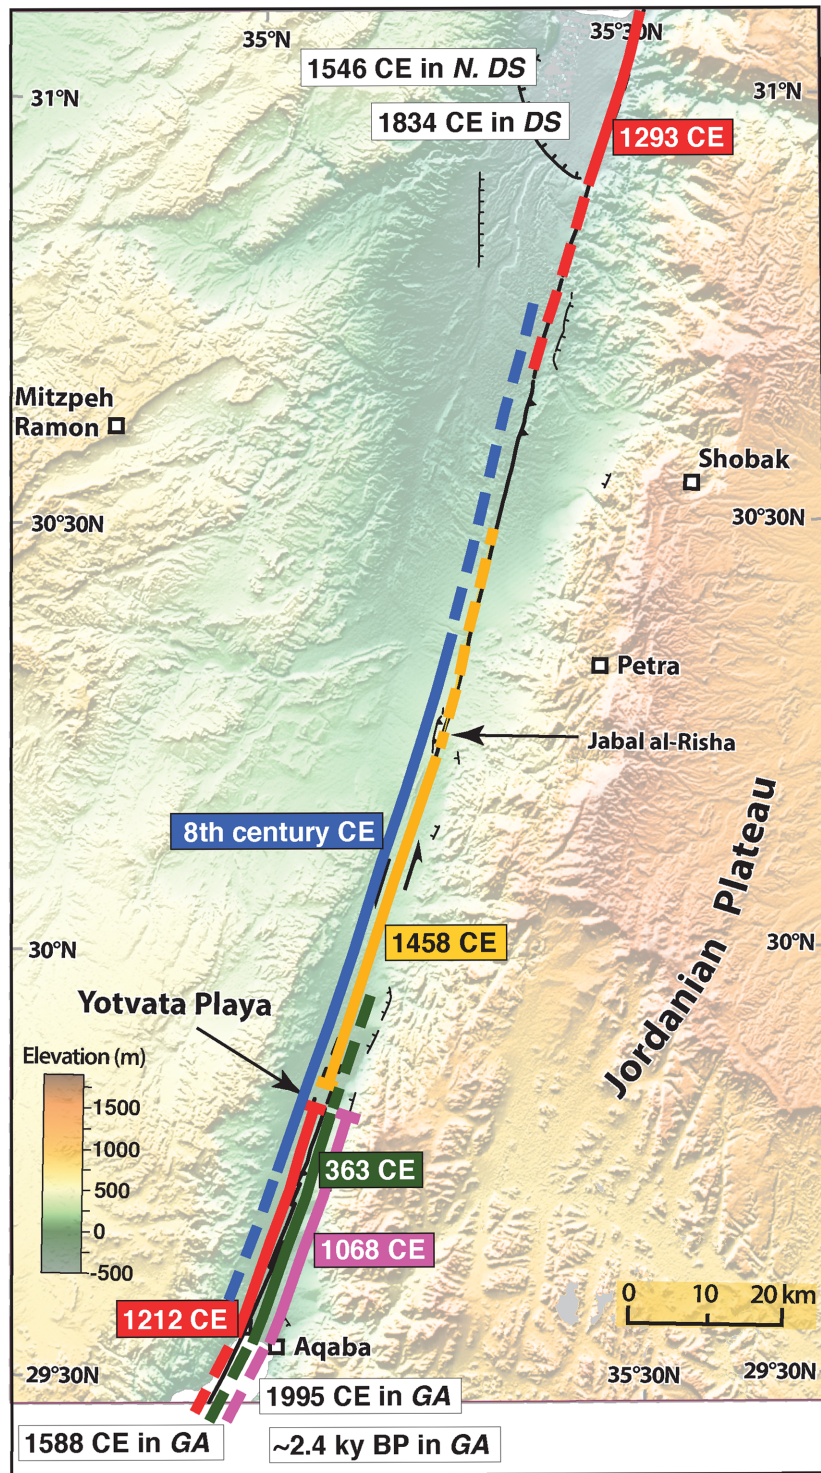 35°N
35°30N
1546 CE in N. DS
31°N
31°N
1834 CE in DS
1293 CE
Mitzpeh
Ramon
Shobak
30°30N
30°30N
Petra
Jabal al-Risha
8th century CE
Jordanian Plateau
1458 CE
30°N
30°N
Yotvata Playa
Elevation (m)
1500
1000
500
0
-500
363 CE
1068 CE
1212 CE
0 10 20 km
Aqaba
29°30N
35°30N
29°30N
1995 CE in GA
1588 CE in GA
~2.4 ky BP in GA